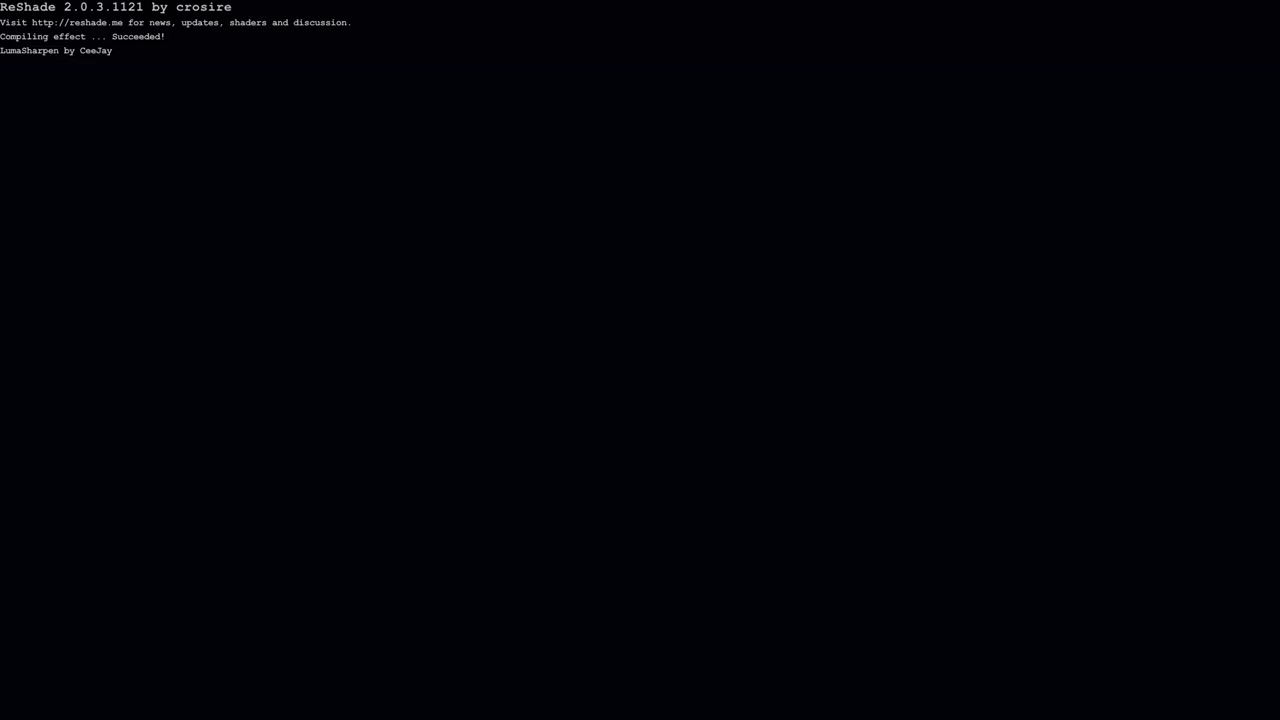 ReShade 2.0.3.1121 by crosire
Visit http://reshade.me for news, updates, shaders and discussion.
Compiling effect ... Succeeded!
LumaSharpen by CeeJay